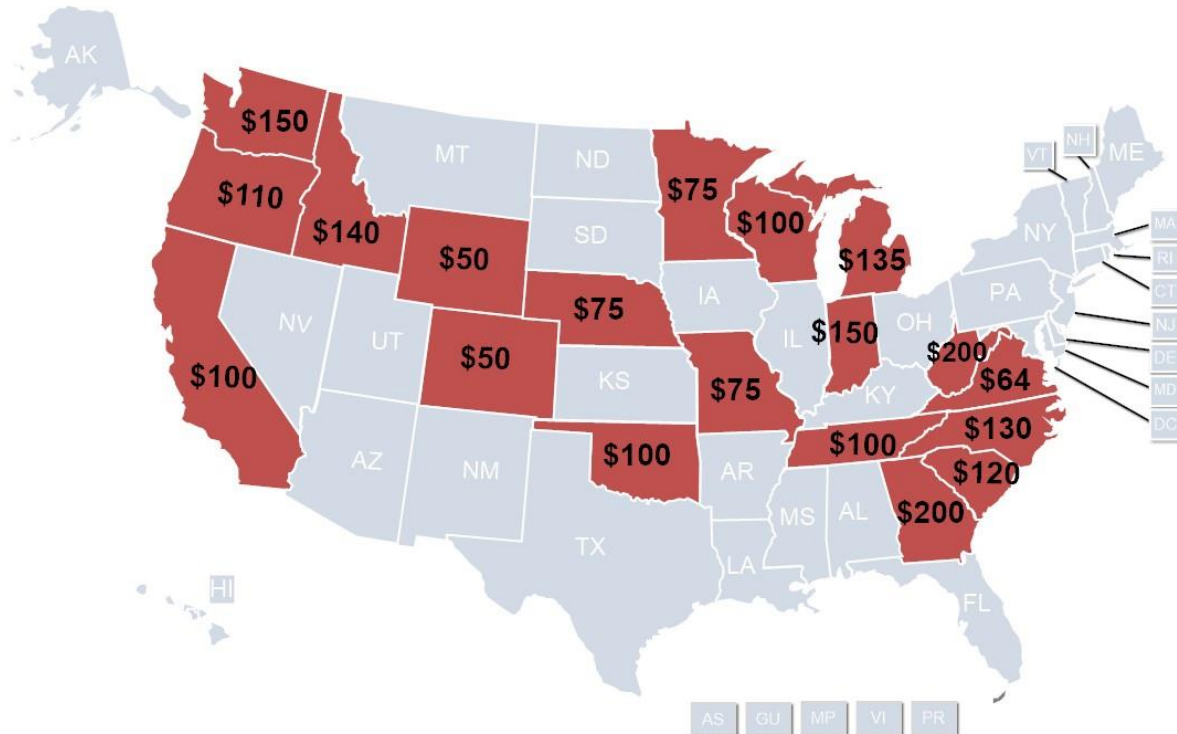 AK
$150
MT
ND
$75
VT
NH
ME
$110
$140
SD
$100
NY
MA
$50
$135
RI
IA
PA
CT
$75
NV
UT
$150
OH
NJ
IL
$200
DE
$50
$100
KS
$75
KY
$64
MD
DC
$130
$100
AZ
NM
$100
AR
$120
MS
AL
$200
TX
LA
HI
FL
AS
GU
MP
VI
PR